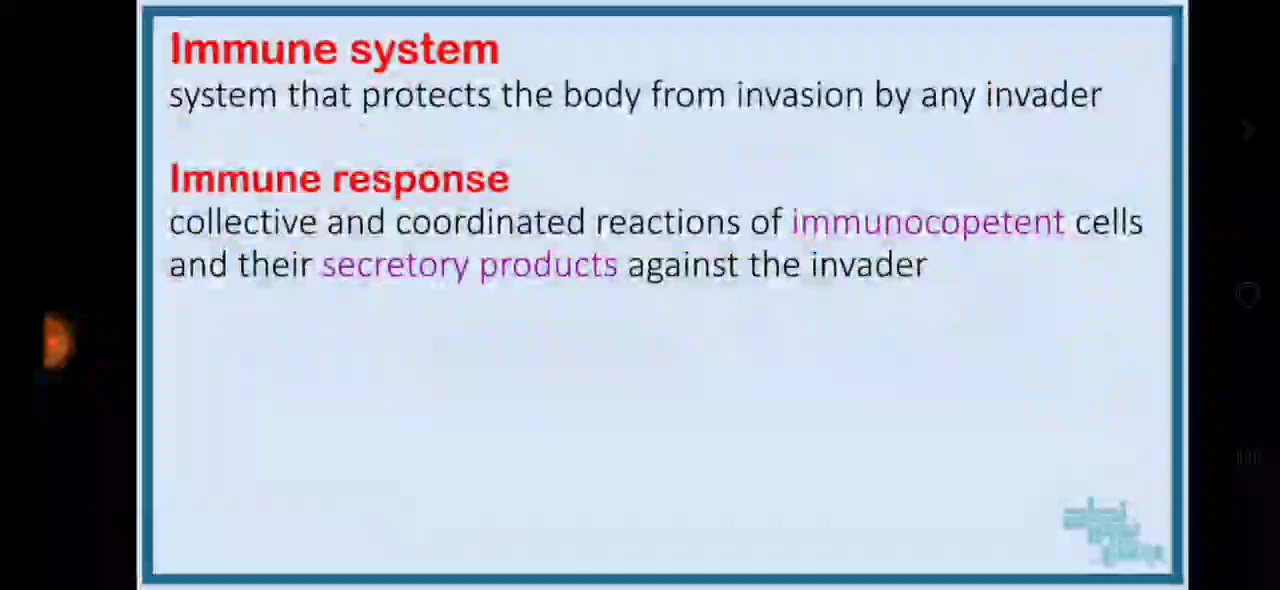 Immune system
system that protects the body from invasion by any invader
Immune response
collective and coordinated reactions of immunocopetent cells
and their secretory products against the invader